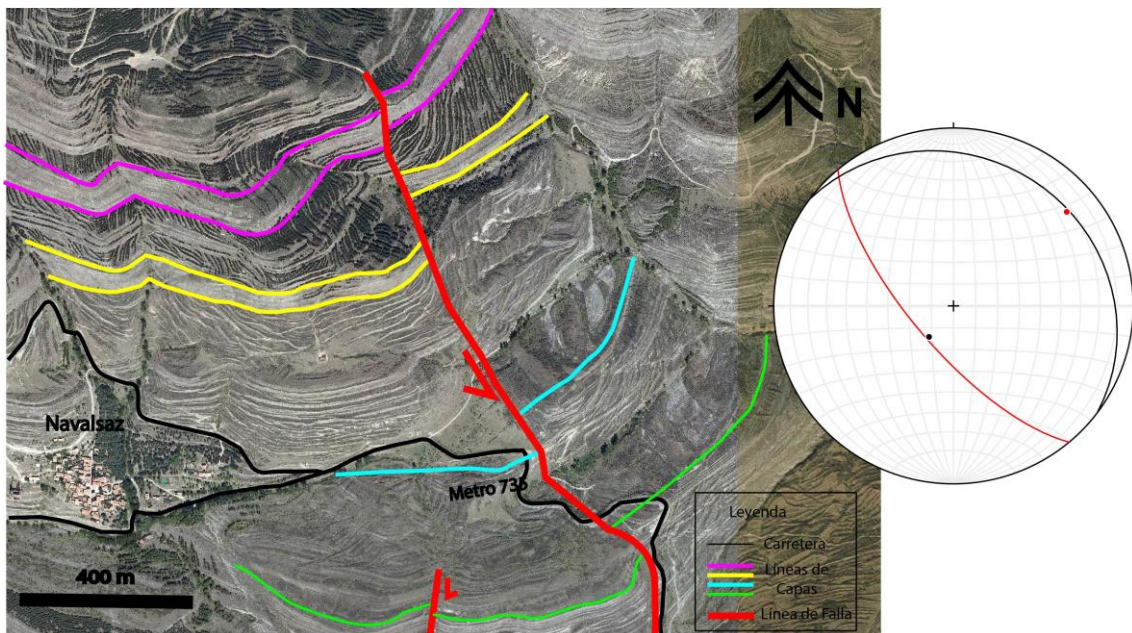 N
Navalsaz
Metro 735
400 m
Leyenda
Carretera
Líneas de
Capas
Línea de Falla